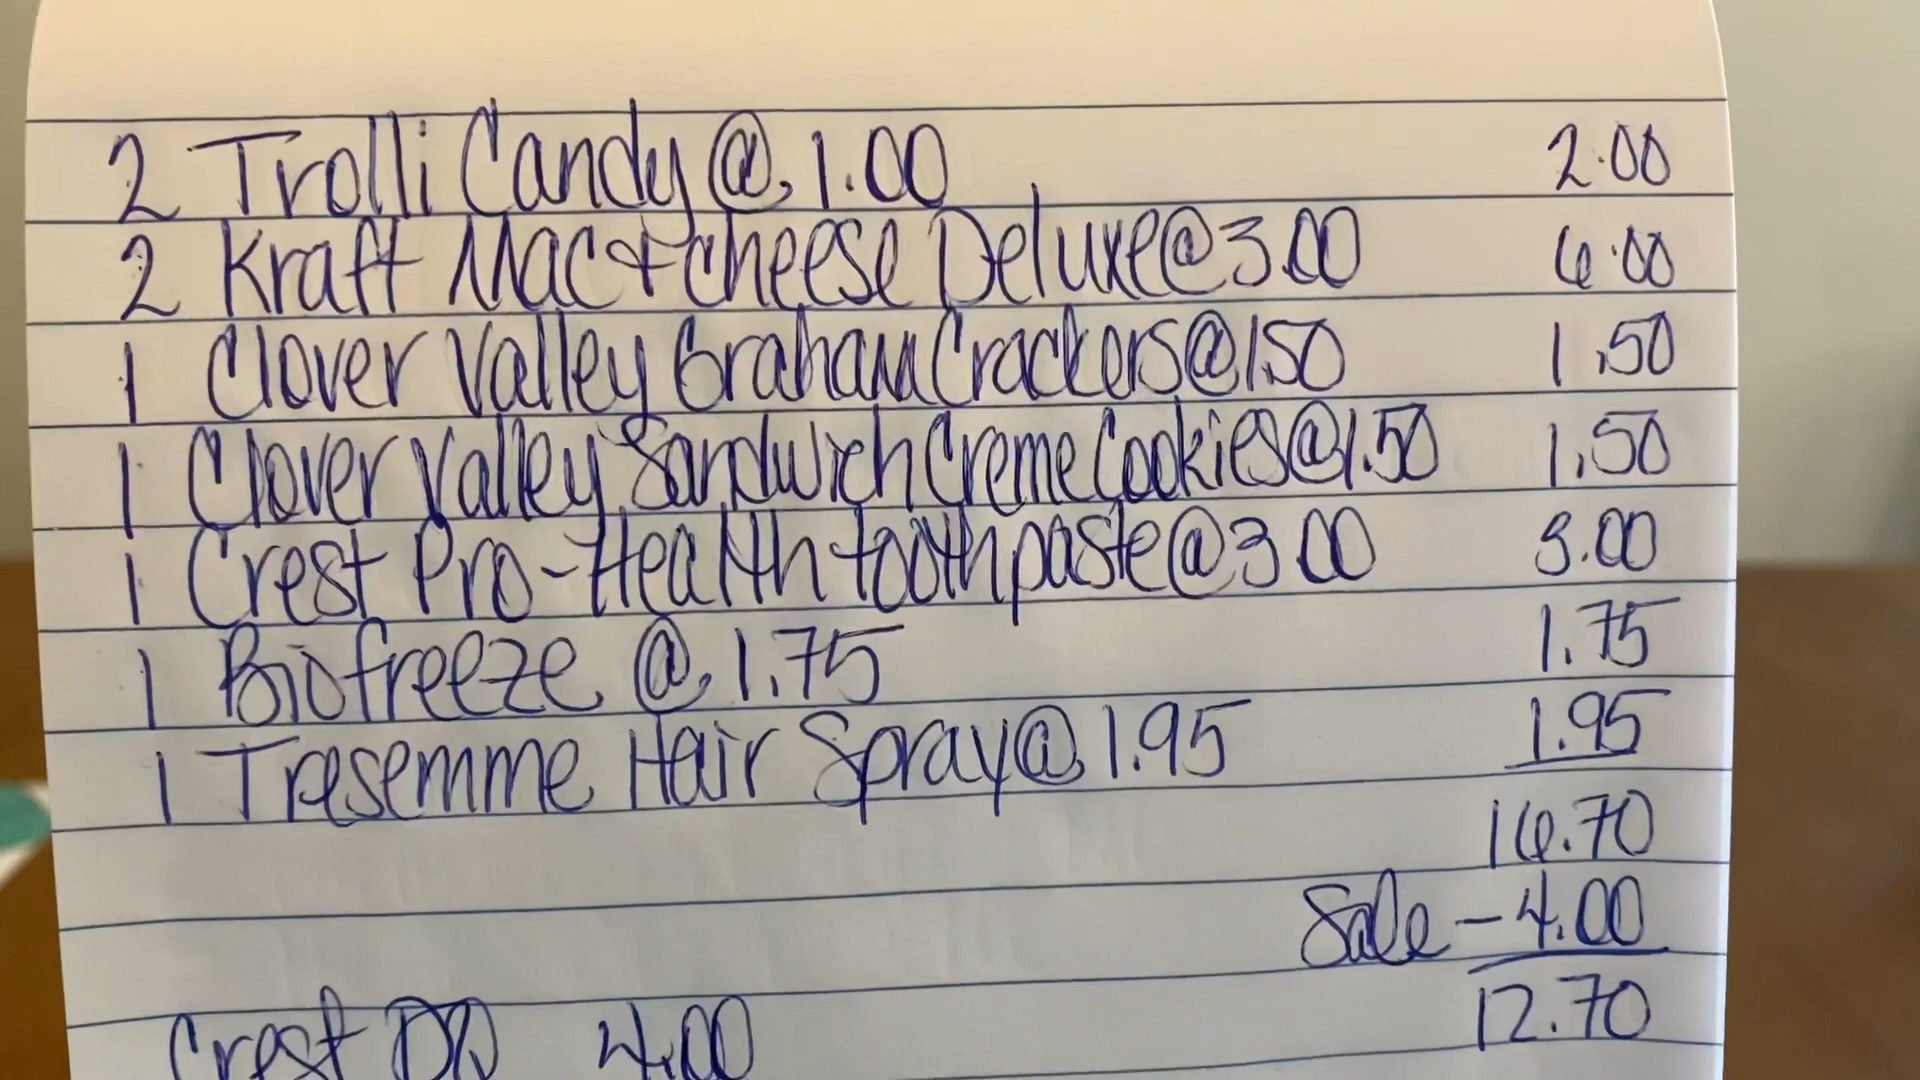 2 Trolli Candy @ 1.00 2.00
2 Kraft Mac + cheese Deluxe @ 3.00 6.00
1 Clover Valley Graham Crackers @ 1.50 1.50
1 Clover Valley Sandwich Creme Cookies @ 1.50 1.50
1 Crest Pro-Health toothpaste @ 3.00 3.00
1 Biofreeze @ 1.75 1.75
1 Tresemme Hair Spray @ 1.95 1.95
16.70
Sale - 4.00
12.70
Crest DQ 4.00